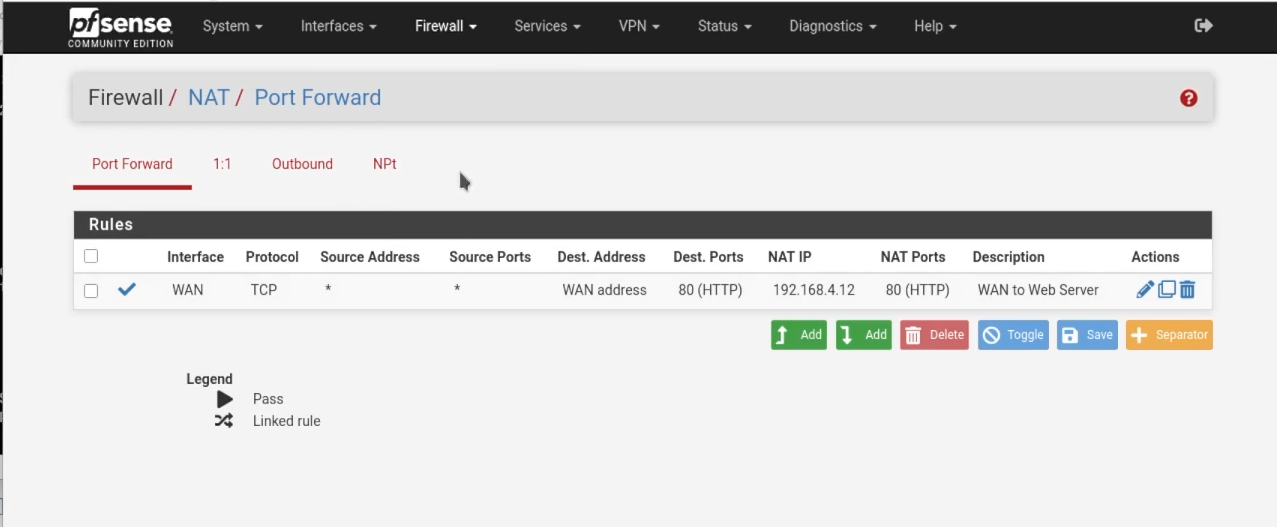 pfsense COMMUNITY EDITION System Interfaces Firewall Services VPN Status Diagnostics Help
Firewall / NAT / Port Forward ?
Port Forward 1:1 Outbound NPt
Rules
Interface Protocol Source Address Source Ports Dest. Address Dest. Ports NAT IP NAT Ports Description Actions
WAN TCP * * WAN address 80 (HTTP) 192.168.4.12 80 (HTTP) WAN to Web Server
Add Add Delete Toggle Save Separator
Legend
Pass
Linked rule